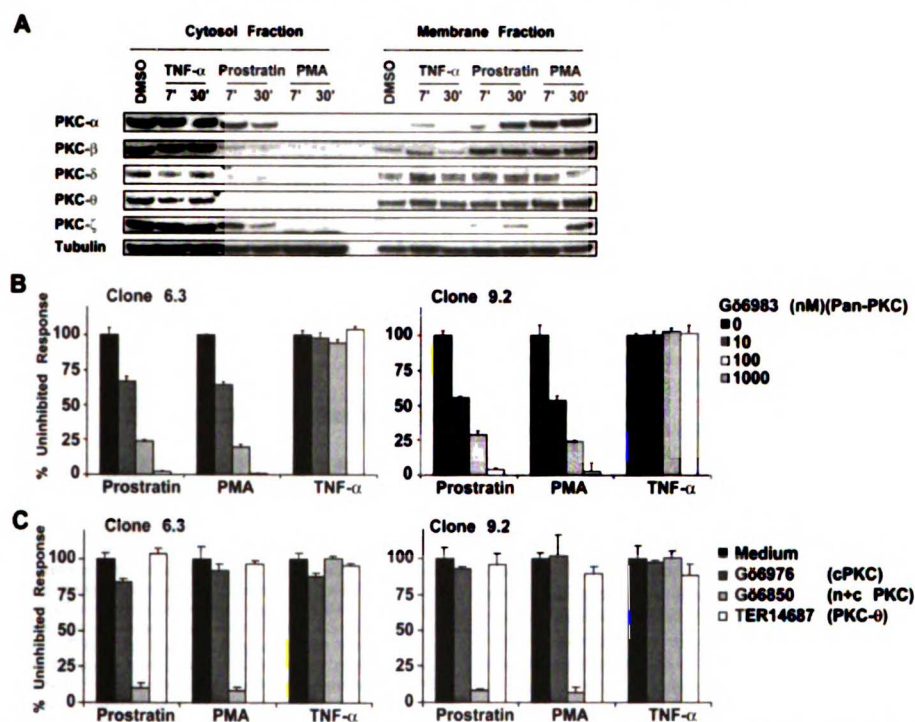 A
Cytosol Fraction
Membrane Fraction
DMSO
TNF-α
Prostratin
PMA
DMSO
TNF-α
Prostratin
PMA
7' 30' 7' 30' 7' 30'
7' 30' 7' 30' 7' 30'
PKC-α
PKC-β
PKC-δ
PKC-θ
PKC-ζ
Tubulin
B
Clone 6.3
% Uninhibited Response
100
75
50
25
0
Prostratin PMA TNF-α
Clone 9.2
100
75
50
25
0
Prostratin PMA TNF-α
Gö6983 (nM)(Pan-PKC)
0
10
100
1000
C
Clone 6.3
% Uninhibited Response
100
75
50
25
0
Prostratin PMA TNF-α
Clone 9.2
100
75
50
25
0
Prostratin PMA TNF-α
Medium
Gö6976 (cPKC)
Gö6850 (n+c PKC)
TER14687 (PKC-θ)